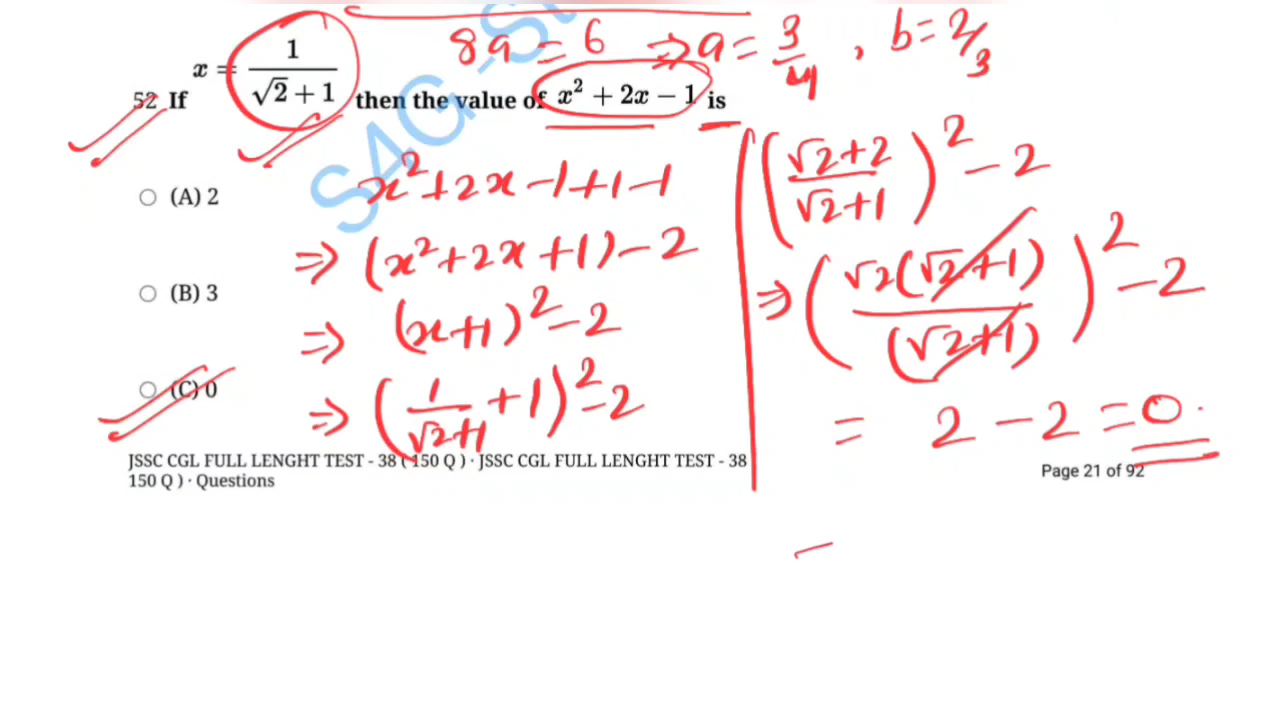 8a = 6 ⇒ a = 3/4 , b = 2/3
52 If x = 1/(√2 + 1) then the value of x² + 2x − 1 is
(A) 2
(B) 3
(C) 0
x² + 2x − 1 + 1 − 1
⇒ (x² + 2x + 1) − 2
⇒ (x + 1)² − 2
⇒ (1/(√2+1) + 1)² − 2
((√2+2)/(√2+1))² − 2
⇒ (√2(√2+1)/(√2+1))² − 2
= 2 − 2 = 0.
JSSC CGL FULL LENGHT TEST - 38 ( 150 Q ) · JSSC CGL FULL LENGHT TEST - 38
150 Q ) · Questions
Page 21 of 92